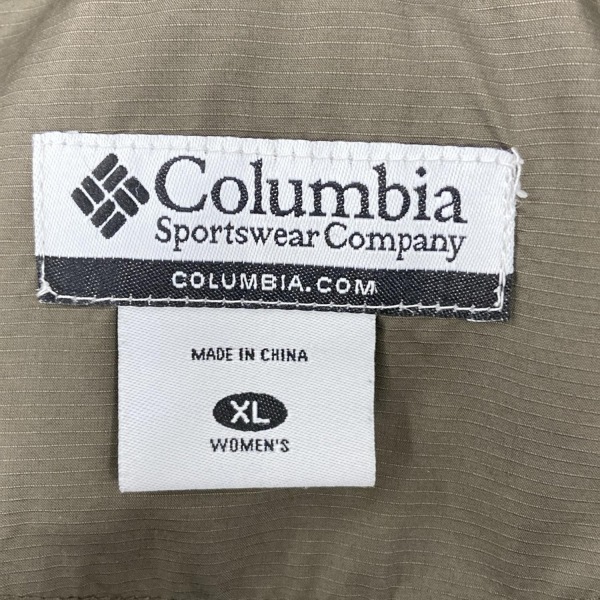 Columbia
Sportswear Company
COLUMBIA.COM
MADE IN CHINA
XL
WOMEN'S